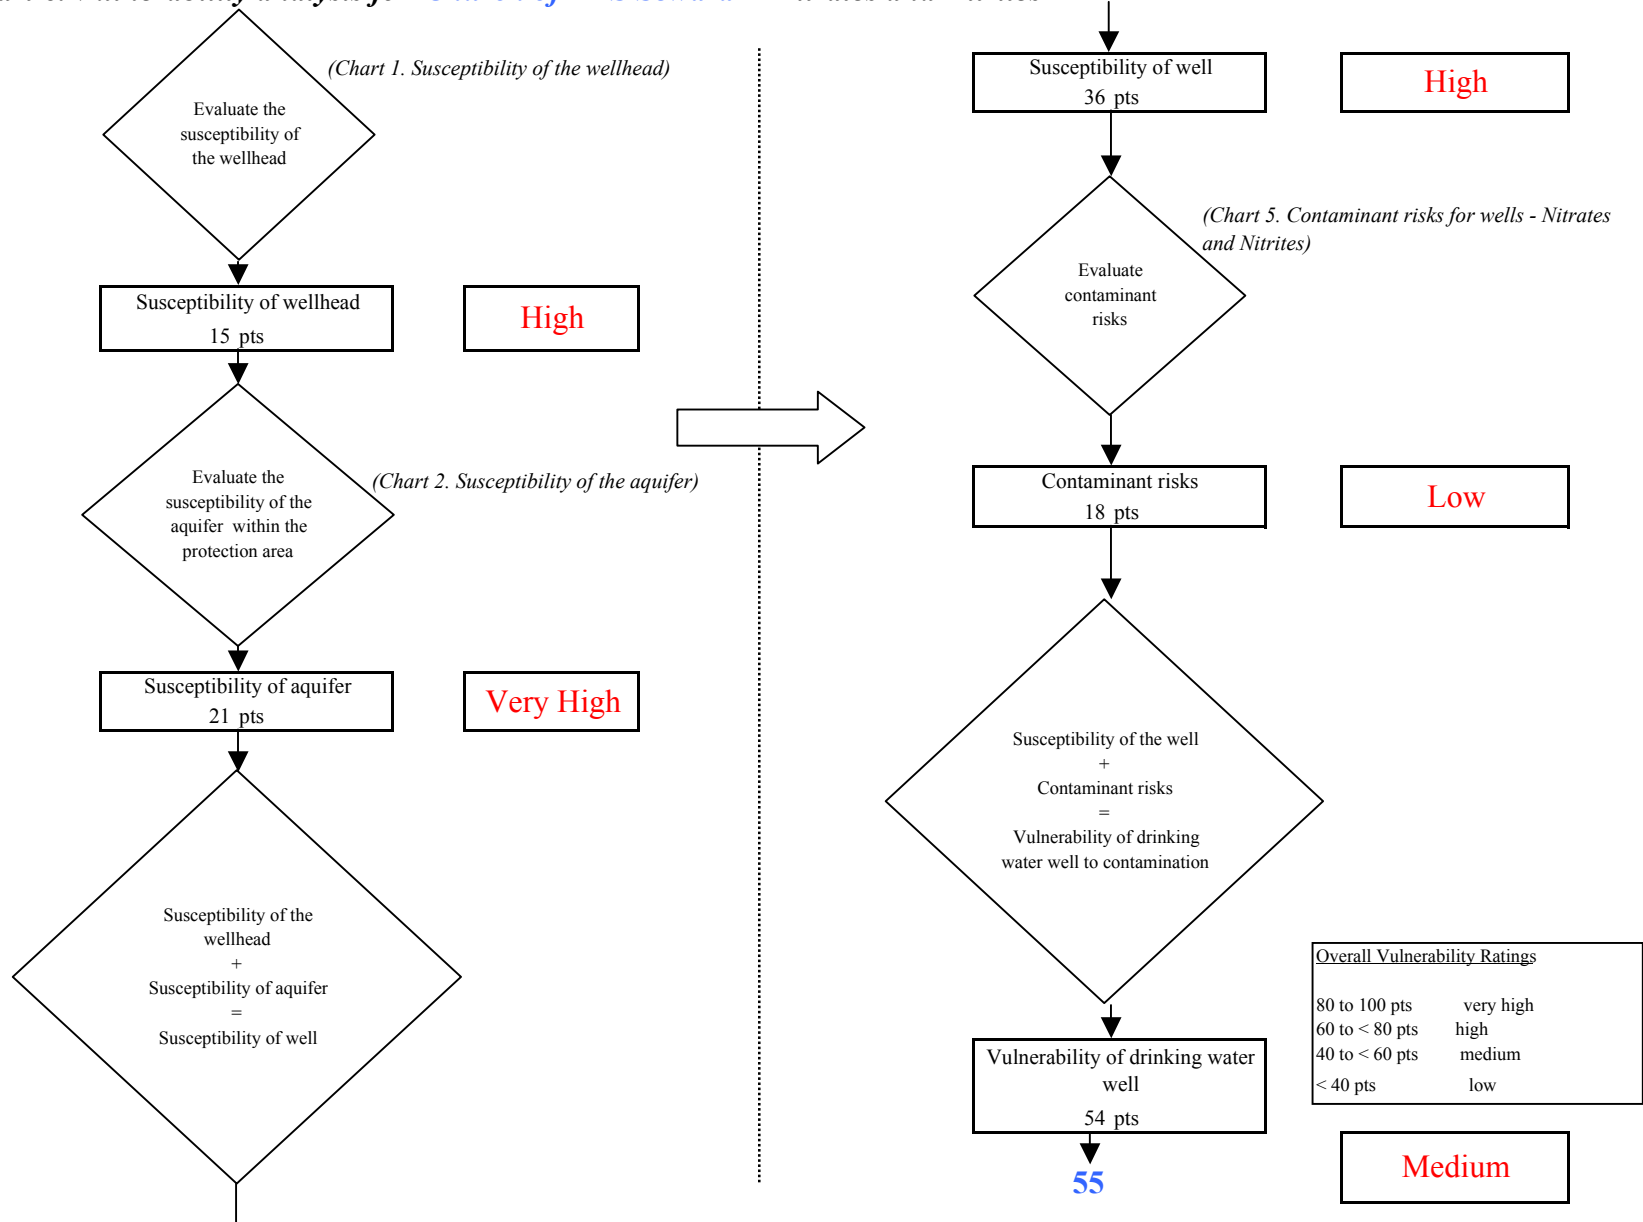 (Chart 1. Susceptibility of the wellhead)
Evaluate the
susceptibility of
the wellhead
Susceptibility of wellhead
15 pts
High
Evaluate the
susceptibility of the
aquifer within the
protection area
(Chart 2. Susceptibility of the aquifer)
Susceptibility of aquifer
21 pts
Very High
Susceptibility of the
wellhead
+
Susceptibility of aquifer
=
Susceptibility of well
Susceptibility of well
36 pts
High
(Chart 5. Contaminant risks for wells - Nitrates
and Nitrites)
Evaluate
contaminant
risks
Contaminant risks
18 pts
Low
Susceptibility of the well
+
Contaminant risks
=
Vulnerability of drinking
water well to contamination
Overall Vulnerability Ratings
80 to 100 pts very high
60 to < 80 pts high
40 to < 60 pts medium
< 40 pts low
Vulnerability of drinking water
well
54 pts
55
Medium